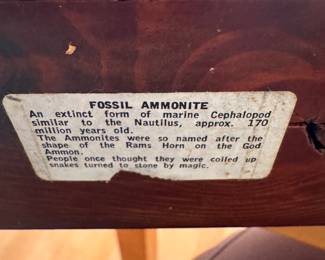 FOSSIL AMMONITE
An extinct form of marine Cephalopod
similar to the Nautilus, approx. 170
million years old.
The Ammonites were so named after the
shape of the Rams Horn on the God
Ammon.
People once thought they were coiled up
snakes turned to stone by magic.